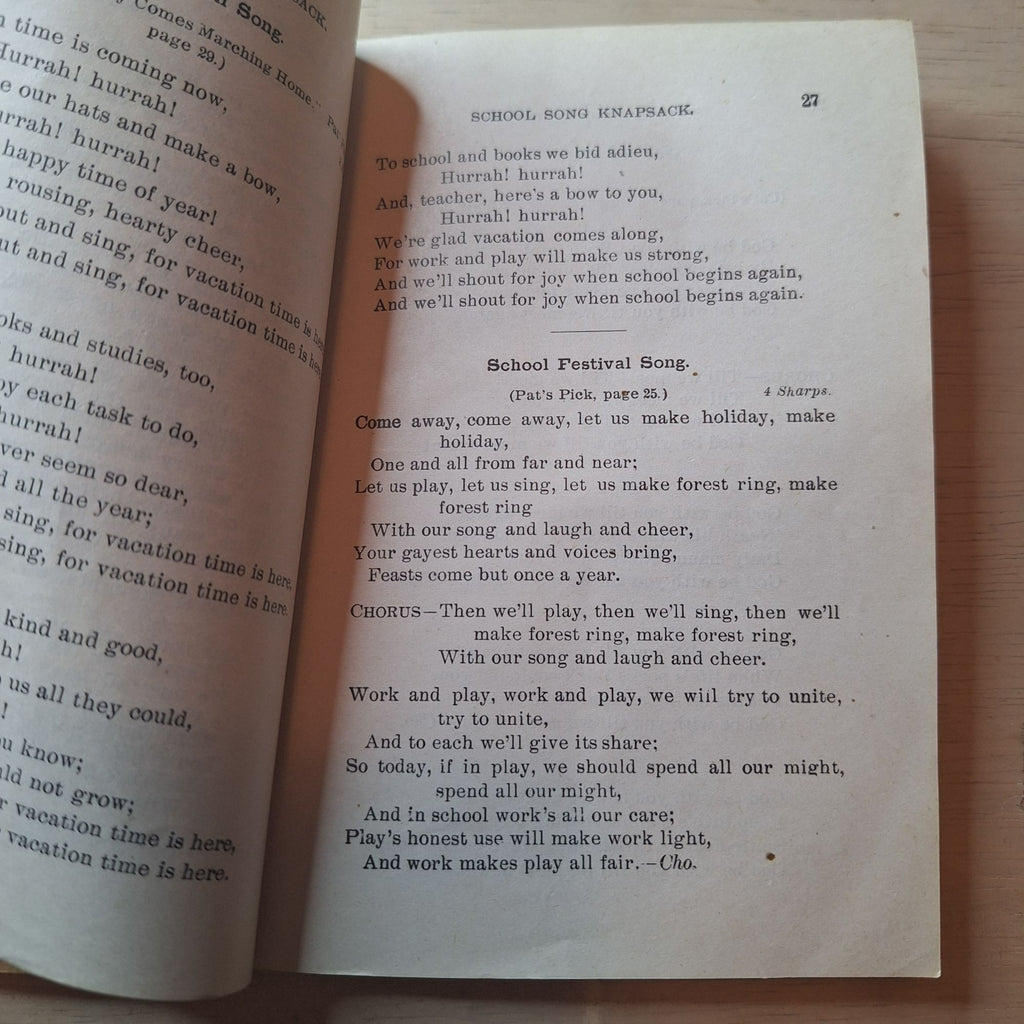 SACK.
Song.
Comes Marching Home."
page 29.)
time is coming now,
Hurrah! hurrah!
our hats and make a bow,
hurrah!
happy time of year!
rousing, hearty cheer,
and sing, for vacation time is
and sing, for vacation time is
and studies, too,
hurrah!
each task to do,
hurrah!
seem so dear,
all the year;
sing, for vacation time is here,
sing, for vacation time is here.
kind and good,
us all they could,
know;
not grow;
vacation time is here,
vacation time is here.
SCHOOL SONG KNAPSACK. 27
To school and books we bid adieu,
Hurrah! hurrah!
And, teacher, here's a bow to you,
Hurrah! hurrah!
We're glad vacation comes along,
For work and play will make us strong,
And we'll shout for joy when school begins again,
And we'll shout for joy when school begins again.
School Festival Song.
(Pat's Pick, page 25.) 4 Sharps.
Come away, come away, let us make holiday, make
holiday,
One and all from far and near;
Let us play, let us sing, let us make forest ring, make
forest ring
With our song and laugh and cheer,
Your gayest hearts and voices bring,
Feasts come but once a year.
CHORUS—Then we'll play, then we'll sing, then we'll
make forest ring, make forest ring,
With our song and laugh and cheer.
Work and play, work and play, we will try to unite,
try to unite,
And to each we'll give its share;
So today, if in play, we should spend all our might,
spend all our might,
And in school work's all our care;
Play's honest use will make work light,
And work makes play all fair.—Cho.